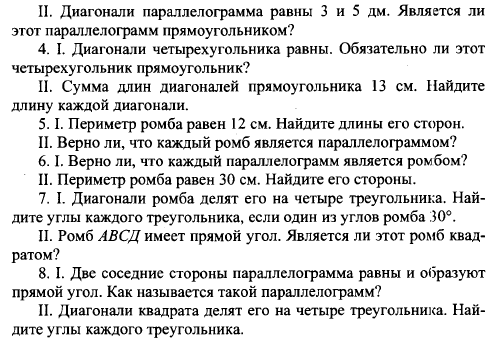 II. Диагонали параллелограмма равны 3 и 5 дм. Является ли
этот параллелограмм прямоугольником?
4. I. Диагонали четырехугольника равны. Обязательно ли этот
четырехугольник прямоугольник?
II. Сумма длин диагоналей прямоугольника 13 см. Найдите
длину каждой диагонали.
5. I. Периметр ромба равен 12 см. Найдите длины его сторон.
II. Верно ли, что каждый ромб является параллелограммом?
6. I. Верно ли, что каждый параллелограмм является ромбом?
II. Периметр ромба равен 30 см. Найдите его стороны.
7. I. Диагонали ромба делят его на четыре треугольника. Най-
дите углы каждого треугольника, если один из углов ромба 30°.
II. Ромб АВСД имеет прямой угол. Является ли этот ромб квад-
ратом?
8. I. Две соседние стороны параллелограмма равны и образуют
прямой угол. Как называется такой параллелограмм?
II. Диагонали квадрата делят его на четыре треугольника. Най-
дите углы каждого треугольника.